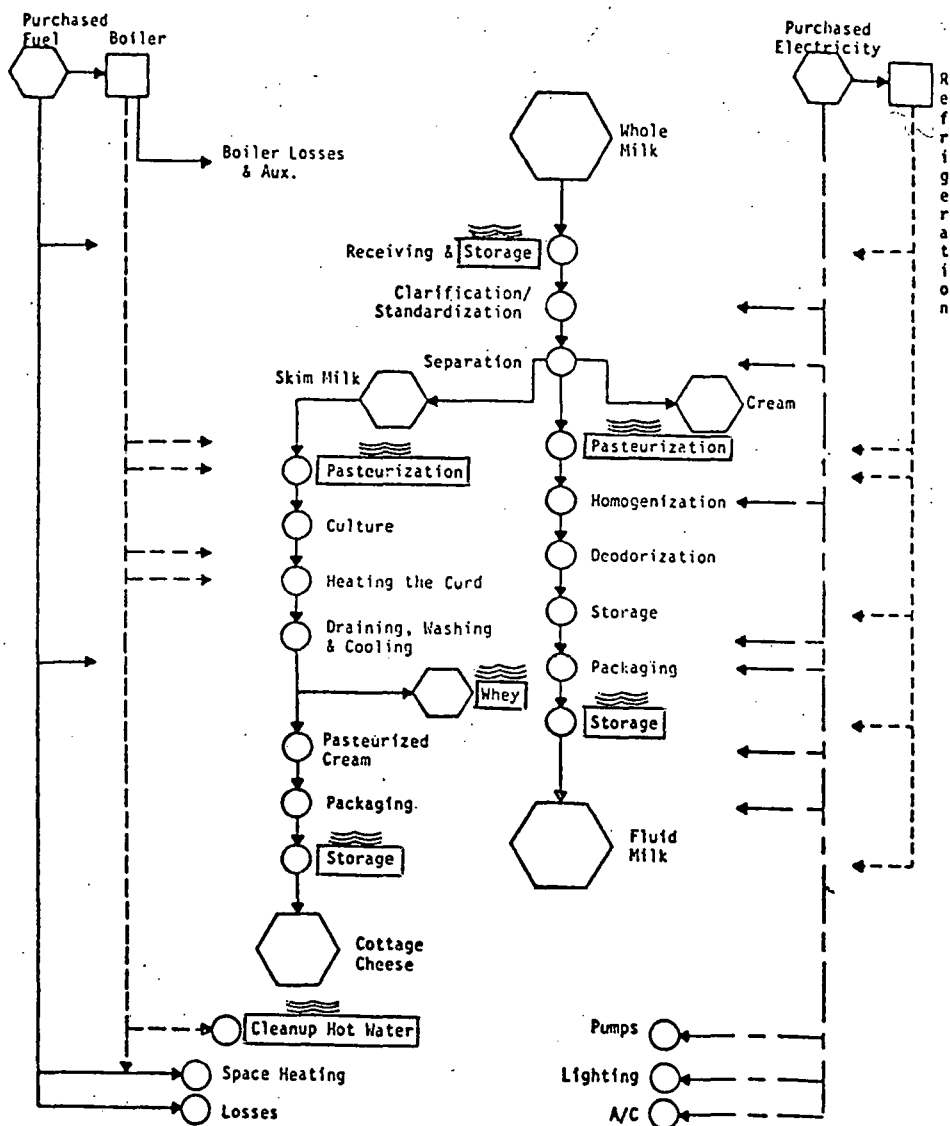 Purchased
Fuel
Boiler
Purchased
Electricity
Refrigeration
Boiler Losses
& Aux.
Whole
Milk
Receiving & Storage
Clarification/
Standardization
Separation
Skim Milk
Cream
Pasteurization
Pasteurization
Culture
Homogenization
Deodorization
Heating the Curd
Storage
Draining, Washing
& Cooling
Packaging
Whey
Storage
Pasteurized
Cream
Packaging
Storage
Fluid
Milk
Cottage
Cheese
Cleanup Hot Water
Pumps
Space Heating
Lighting
Losses
A/C